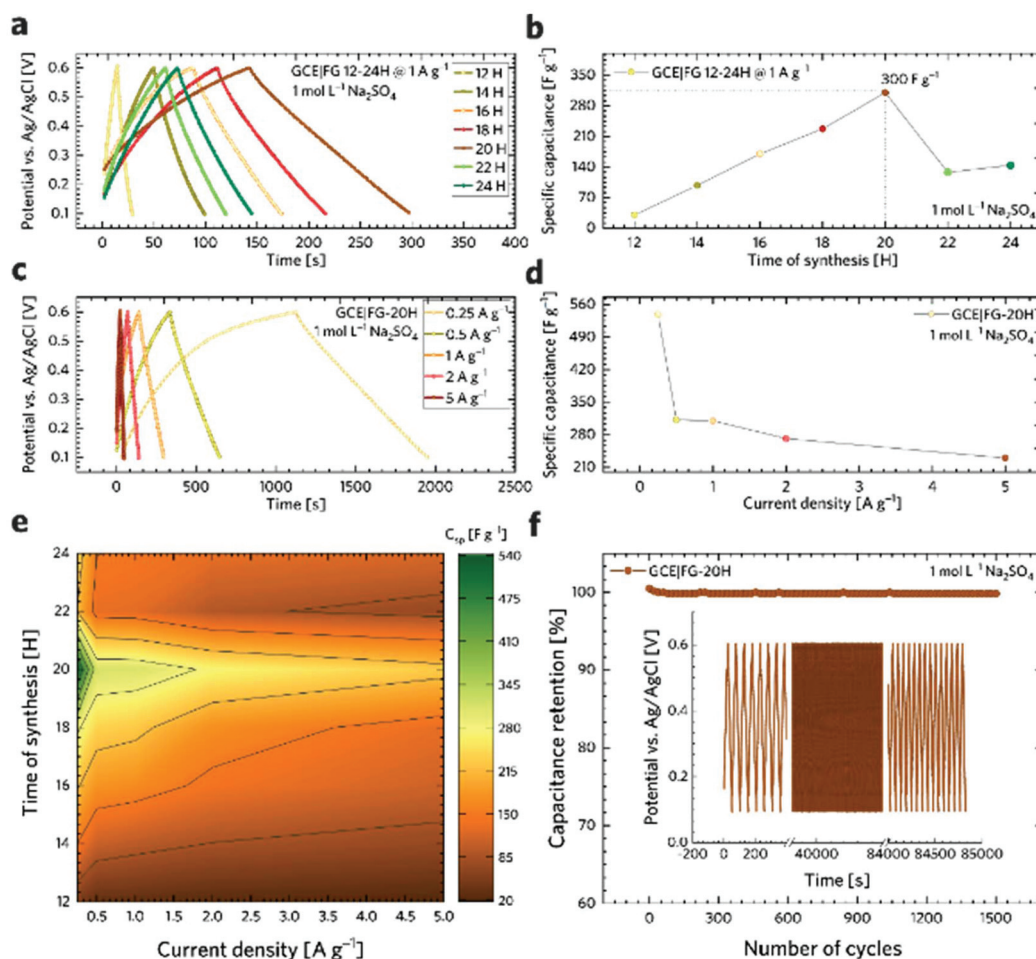 a
GCE|FG 12-24H @ 1 A g⁻¹
1 mol L⁻¹ Na₂SO₄
12 H
14 H
16 H
18 H
20 H
22 H
24 H
0.6
0.5
0.4
0.3
0.2
0.1
Potential vs. Ag/AgCl [V]
0 50 100 150 200 250 300 350 400
Time [s]
b
GCE|FG 12-24H @ 1 A g⁻¹
300 F g⁻¹
350
280
210
140
70
0
Specific capacitance [F g⁻¹]
1 mol L⁻¹ Na₂SO₄
12 14 16 18 20 22 24
Time of synthesis [H]
c
GCE|FG-20H
1 mol L⁻¹ Na₂SO₄
0.25 A g⁻¹
0.5 A g⁻¹
1 A g⁻¹
2 A g⁻¹
5 A g⁻¹
0.6
0.5
0.4
0.3
0.2
0.1
Potential vs. Ag/AgCl [V]
0 500 1000 1500 2000 2500
Time [s]
d
GCE|FG-20H
1 mol L⁻¹ Na₂SO₄
560
490
420
350
280
210
Specific capacitance [F g⁻¹]
0 1 2 3 4 5
Current density [A g⁻¹]
e
C_sp [F g⁻¹]
24
22
20
18
16
14
12
Time of synthesis [H]
0.5 1.0 1.5 2.0 2.5 3.0 3.5 4.0 4.5 5.0
Current density [A g⁻¹]
540
475
410
345
280
215
150
85
20
f
GCE|FG-20H
1 mol L⁻¹ Na₂SO₄
100
90
80
70
60
Capacitance retention [%]
0.6
0.4
0.2
0.0
Potential vs. Ag/AgCl [V]
-200 0 200 40000 84000 84500 85000
Time [s]
0 300 600 900 1200 1500
Number of cycles